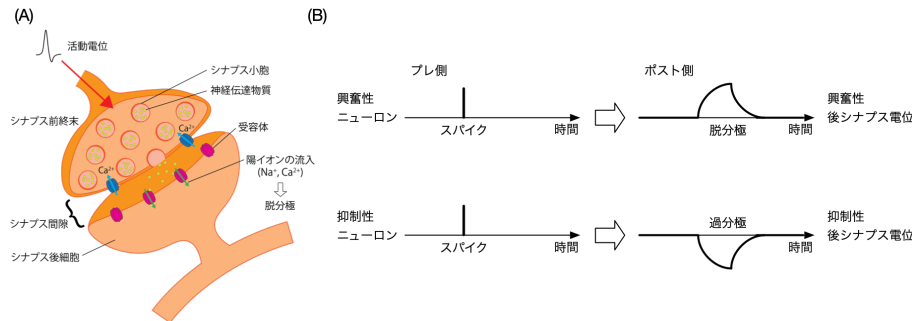 (A)
活動電位
シナプス小胞
神経伝達物質
シナプス前終末
Ca²⁺
受容体
陽イオンの流入
(Na⁺, Ca²⁺)
Ca²⁺
脱分極
シナプス間隙
シナプス後細胞
(B)
プレ側
ポスト側
興奮性
ニューロン
スパイク
時間
脱分極
時間
興奮性
後シナプス電位
抑制性
ニューロン
スパイク
時間
過分極
時間
抑制性
後シナプス電位